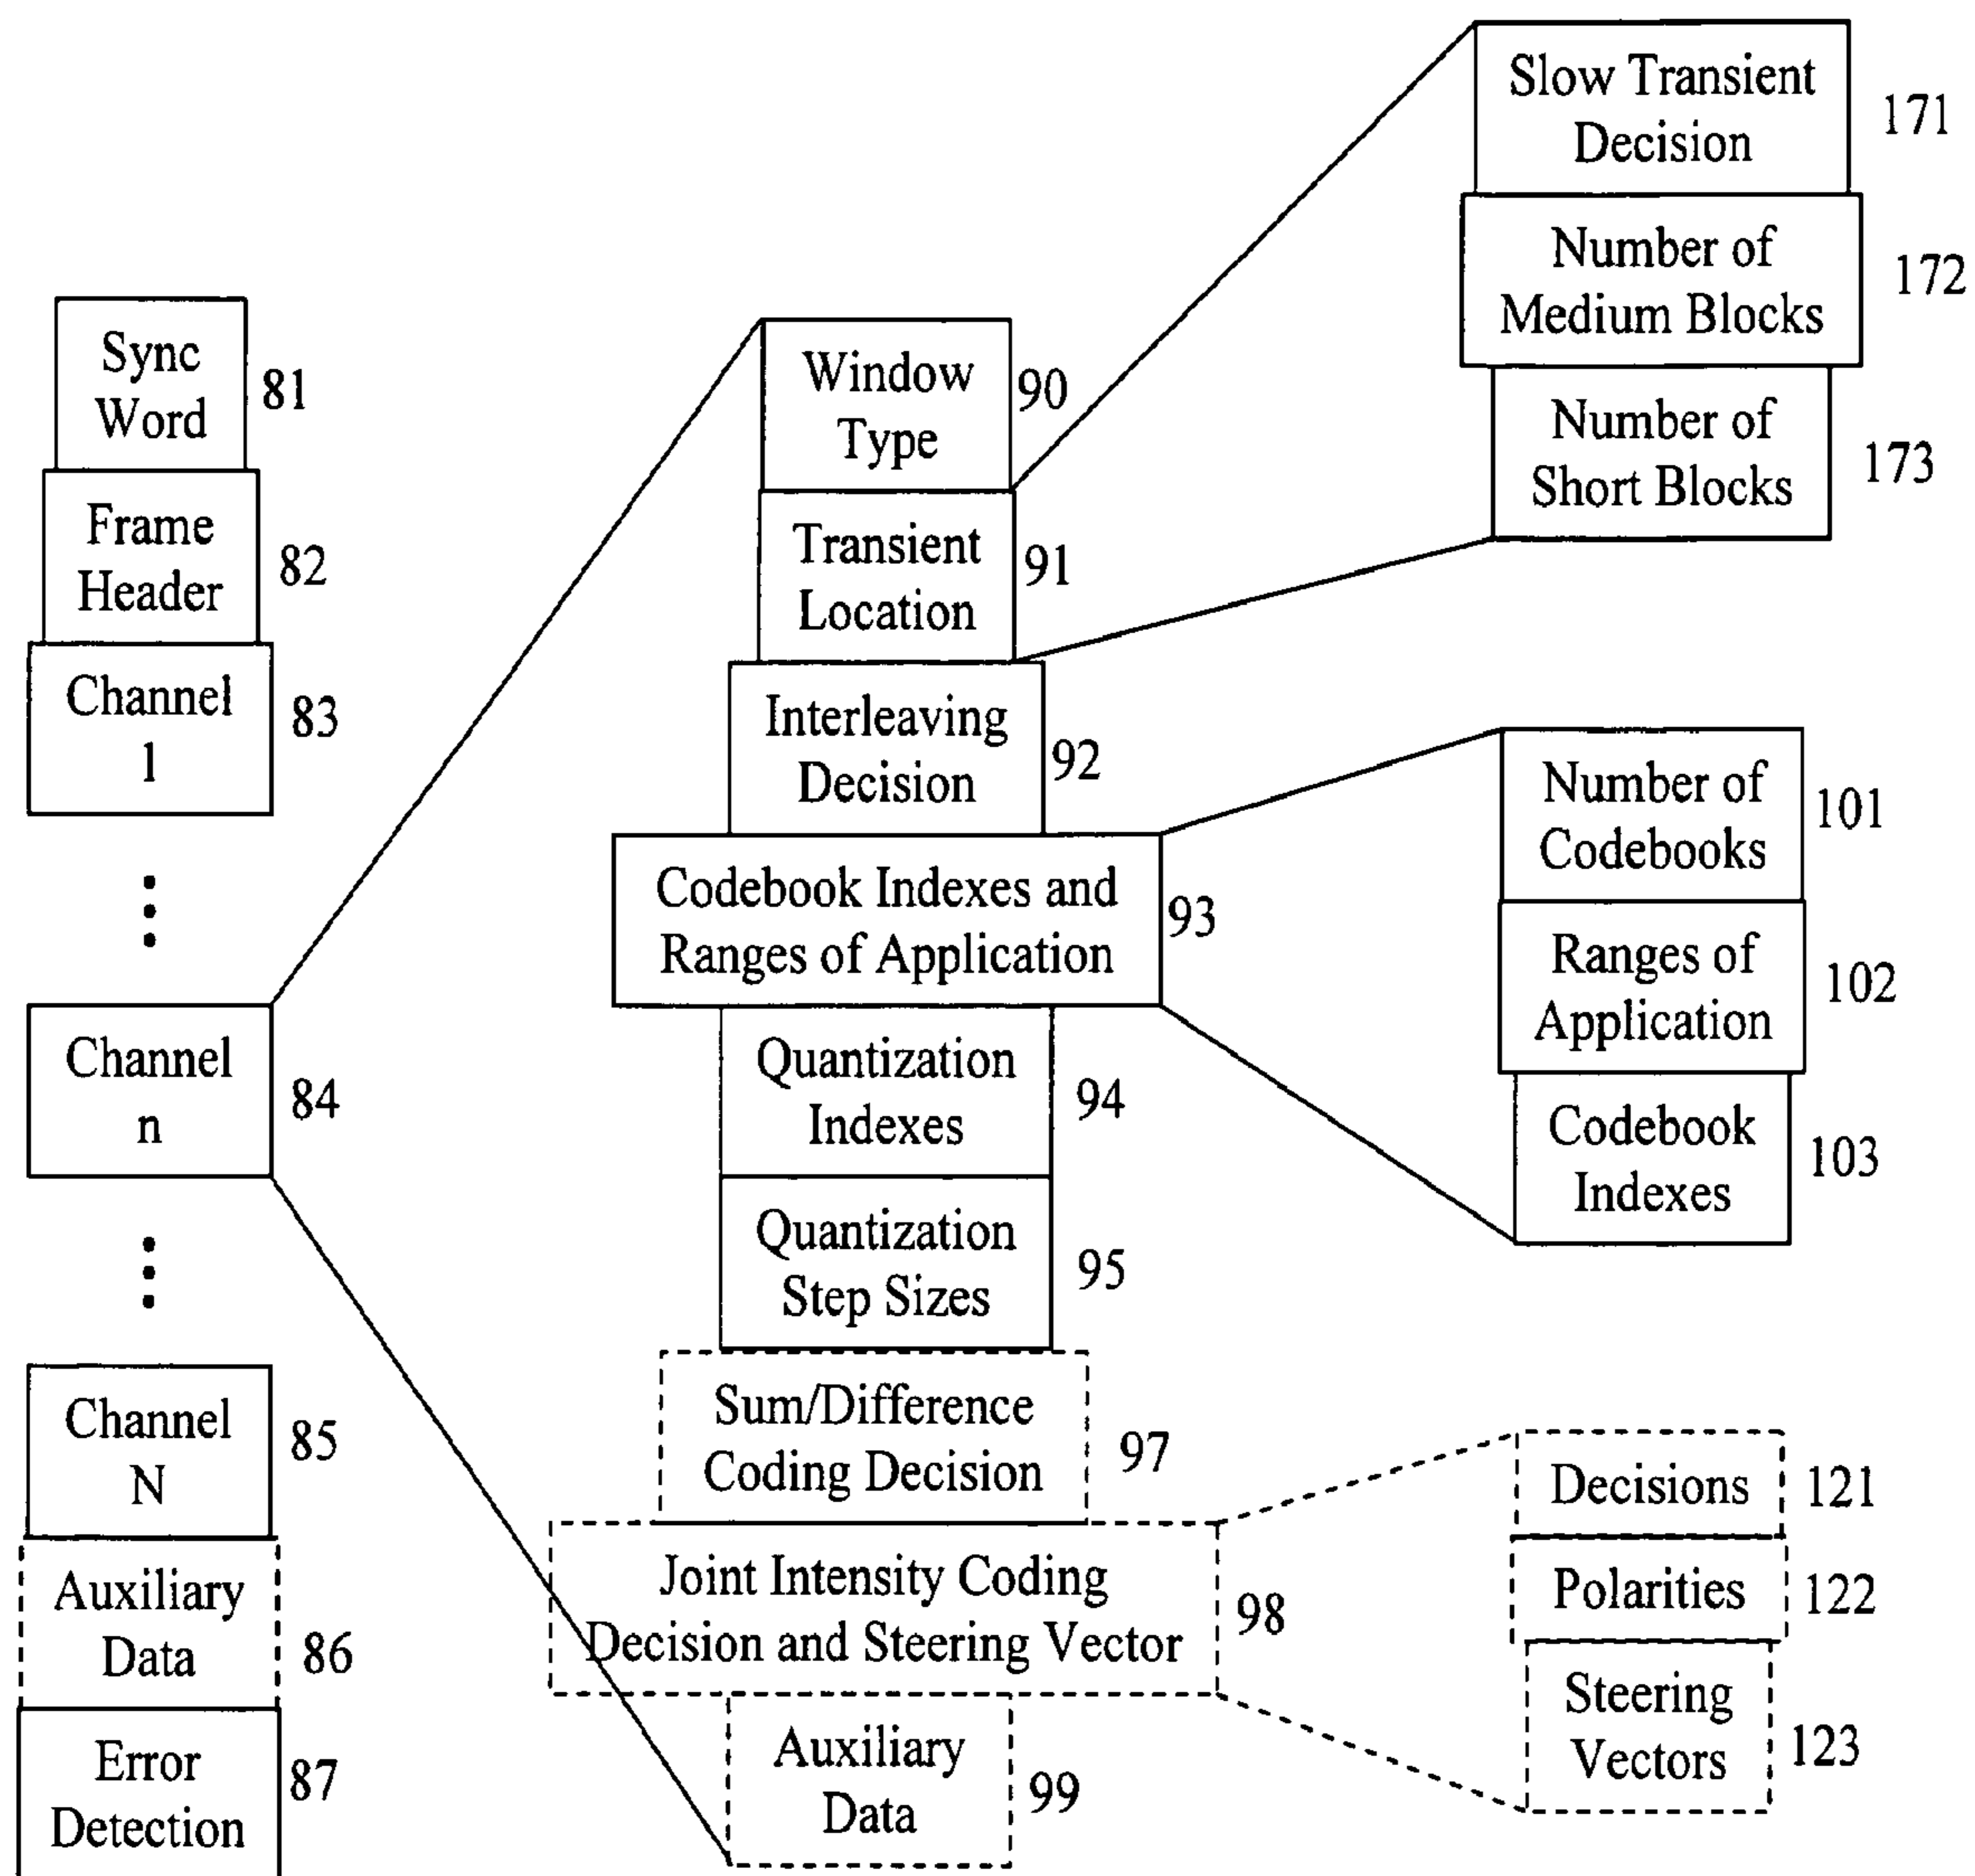 Sync
Word
81
Frame
Header
82
Channel
1
83
Channel
n
84
Channel
N
85
Auxiliary
Data
86
Error
Detection
87
Window
Type
90
Transient
Location
91
Interleaving
Decision
92
Codebook Indexes and
Ranges of Application
93
Quantization
Indexes
94
Quantization
Step Sizes
95
Sum/Difference
Coding Decision
97
Joint Intensity Coding
Decision and Steering Vector
98
Auxiliary
Data
99
Slow Transient
Decision
171
Number of
Medium Blocks
172
Number of
Short Blocks
173
Number of
Codebooks
101
Ranges of
Application
102
Codebook
Indexes
103
Decisions
121
Polarities
122
Steering
Vectors
123